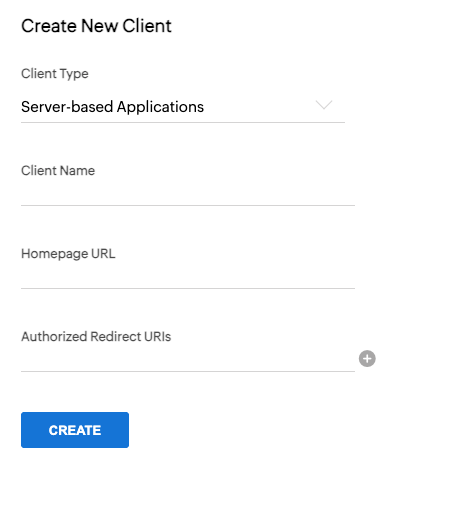 Create New Client
Client Type
Server-based Applications
Client Name
Homepage URL
Authorized Redirect URIs
CREATE